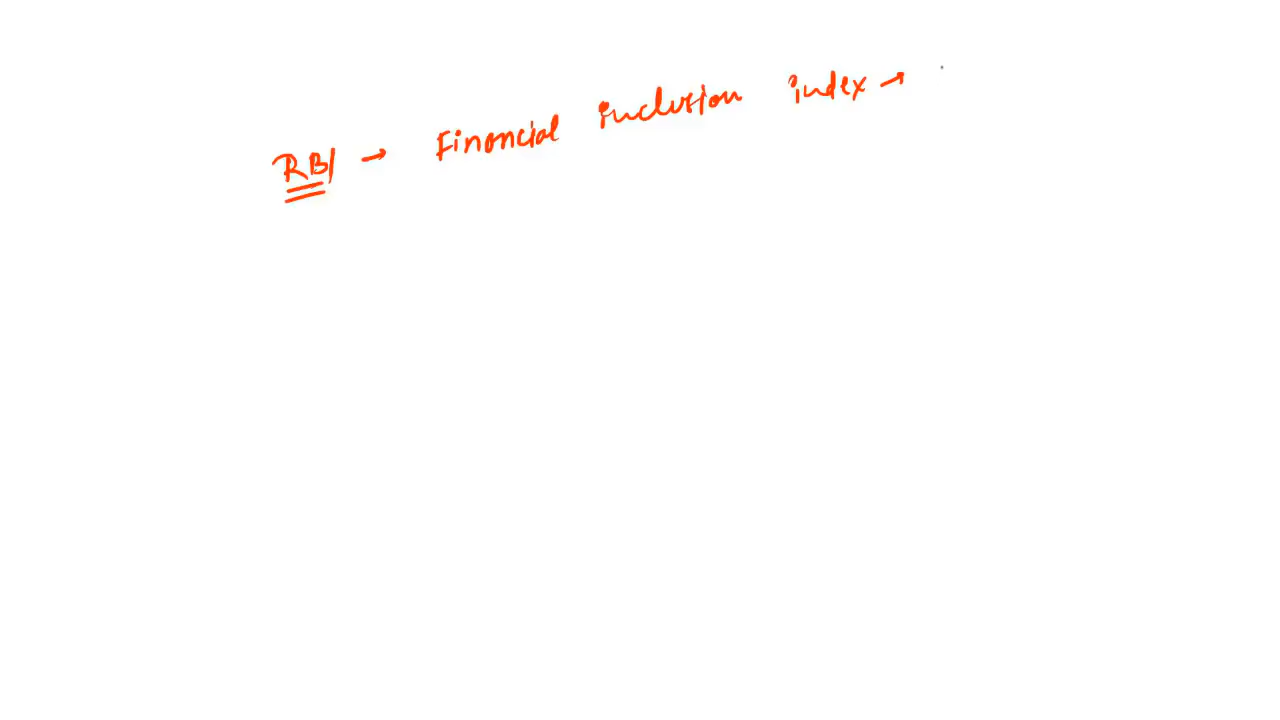 RBI → Financial inclusion index →